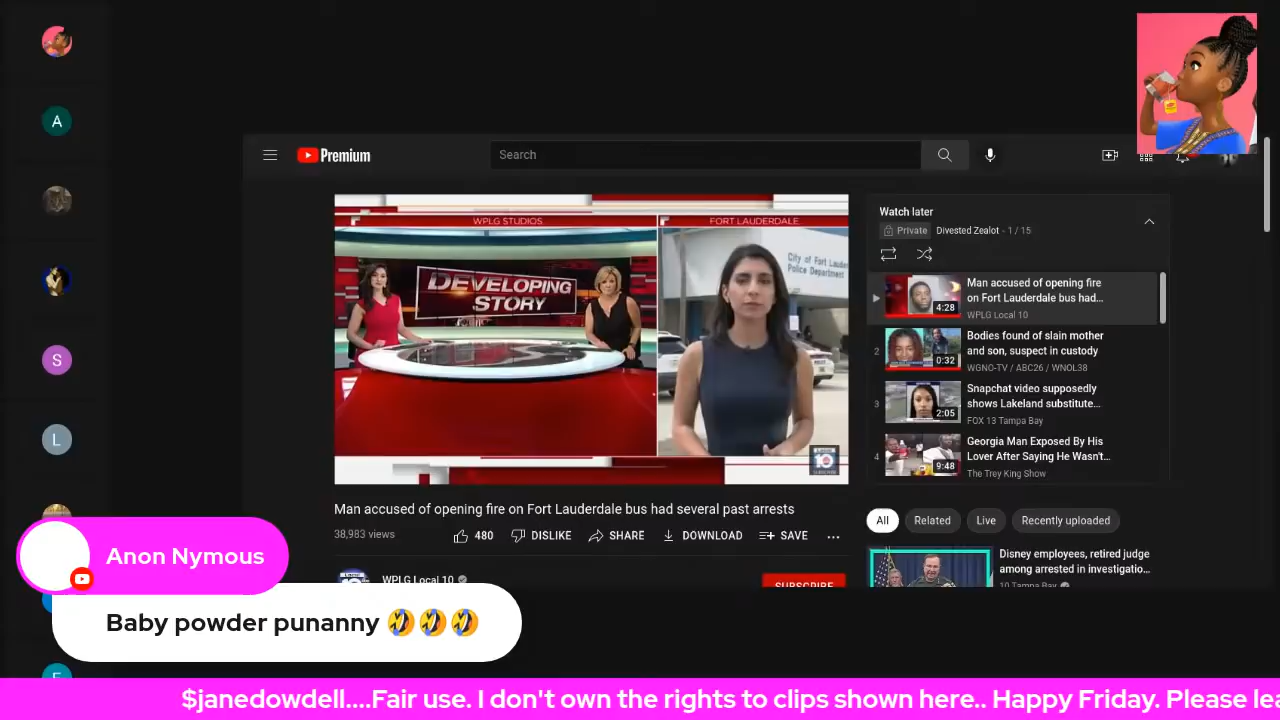 A
Premium
Search
WPLG STUDIOS
FORT LAUDERDALE
DEVELOPING
STORY
City of Fort Laude
Police Department
10
Watch later
Private
Divested Zealot - 1 / 15
Man accused of opening fire
on Fort Lauderdale bus had...
WPLG Local 10
4:28
2
Bodies found of slain mother
and son, suspect in custody
WGNO-TV / ABC26 / WNOL38
0:32
3
Snapchat video supposedly
shows Lakeland substitute...
FOX 13 Tampa Bay
2:05
4
Georgia Man Exposed By His
Lover After Saying He Wasn't...
The Trey King Show
9:48
S
L
Man accused of opening fire on Fort Lauderdale bus had several past arrests
38,983 views
480
DISLIKE
SHARE
DOWNLOAD
SAVE
All
Related
Live
Recently uploaded
Disney employees, retired judge
among arrested in investigatio...
10 Tampa Bay
WPLG Local 10
SUBSCRIBE
Anon Nymous
Baby powder punanny 🤣🤣🤣
$janedowdell....Fair use. I don't own the rights to clips shown here.. Happy Friday. Please lea